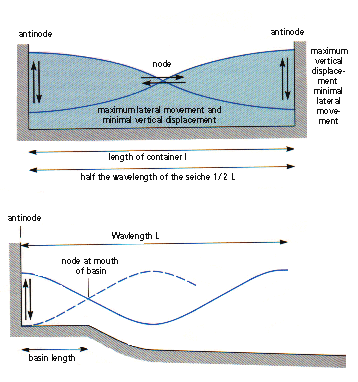 antinode
antinode
node
maximum
vertical
displace-
ment
minimal
lateral
move-
ment
maximum lateral movement and
minimal vertical displacement
length of container l
half the wavelength of the seiche 1/2 L
antinode
Wavlength L
node at mouth
of basin
basin length